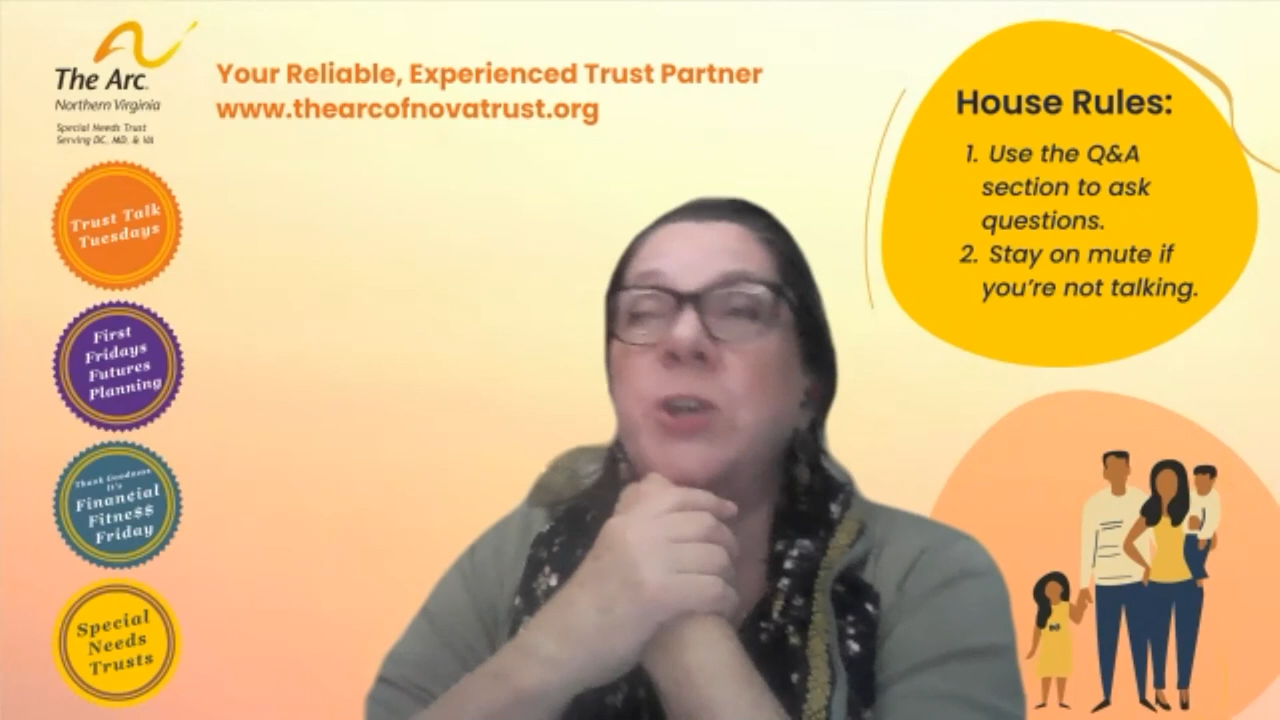 The Arc.
Northern Virginia
Special Needs Trust
Serving DC, MD, & VA
Your Reliable, Experienced Trust Partner
www.thearcofnovatrust.org
Trust Talk
Tuesdays
First
Fridays
Futures
Planning
Thank Goodness
It's
Financial
Fitne$$
Friday
Special
Needs
Trusts
House Rules:
1. Use the Q&A
section to ask
questions.
2. Stay on mute if
you're not talking.